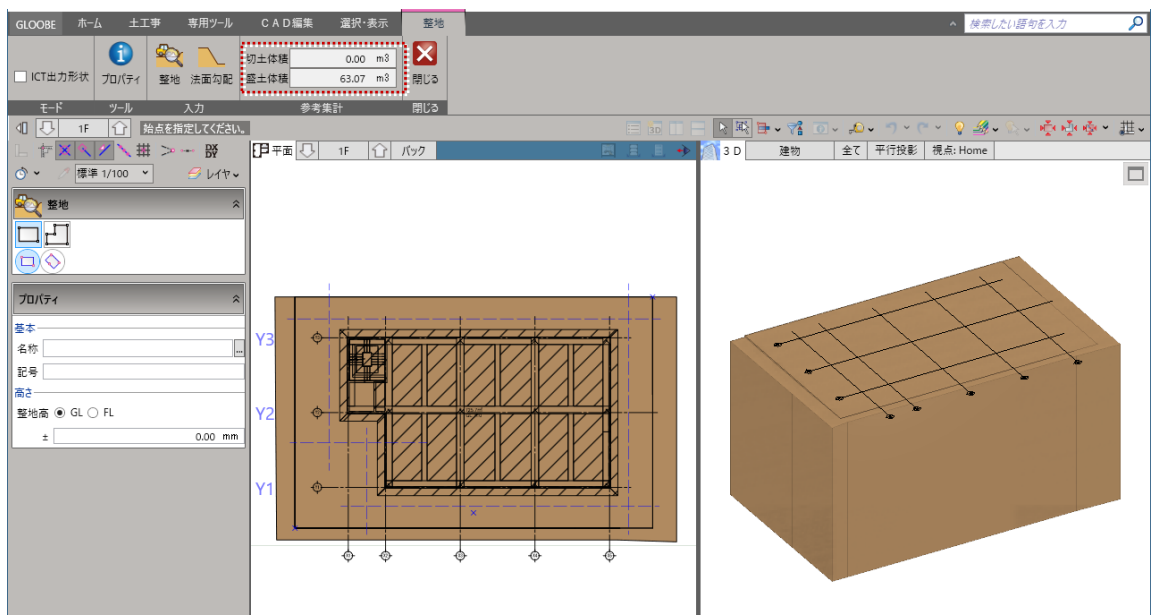 GLOOBE ホーム 土工事 専用ツール CAD編集 選択・表示 整地
検索したい語句を入力
ICT出力形状 プロパティ 整地 法面勾配 切土体積 0.00 m3 閉じる
盛土体積 63.07 m3
モード ツール 入力 参考集計 閉じる
1F 始点を指定してください。
3D
平面 1F バック
3D 建物 全て 平行投影 視点: Home
標準 1/100 レイヤ
整地
プロパティ
基本
名称 ...
記号
高さ
整地高 GL FL
± 0.00 mm
Y3
Y2
Y1